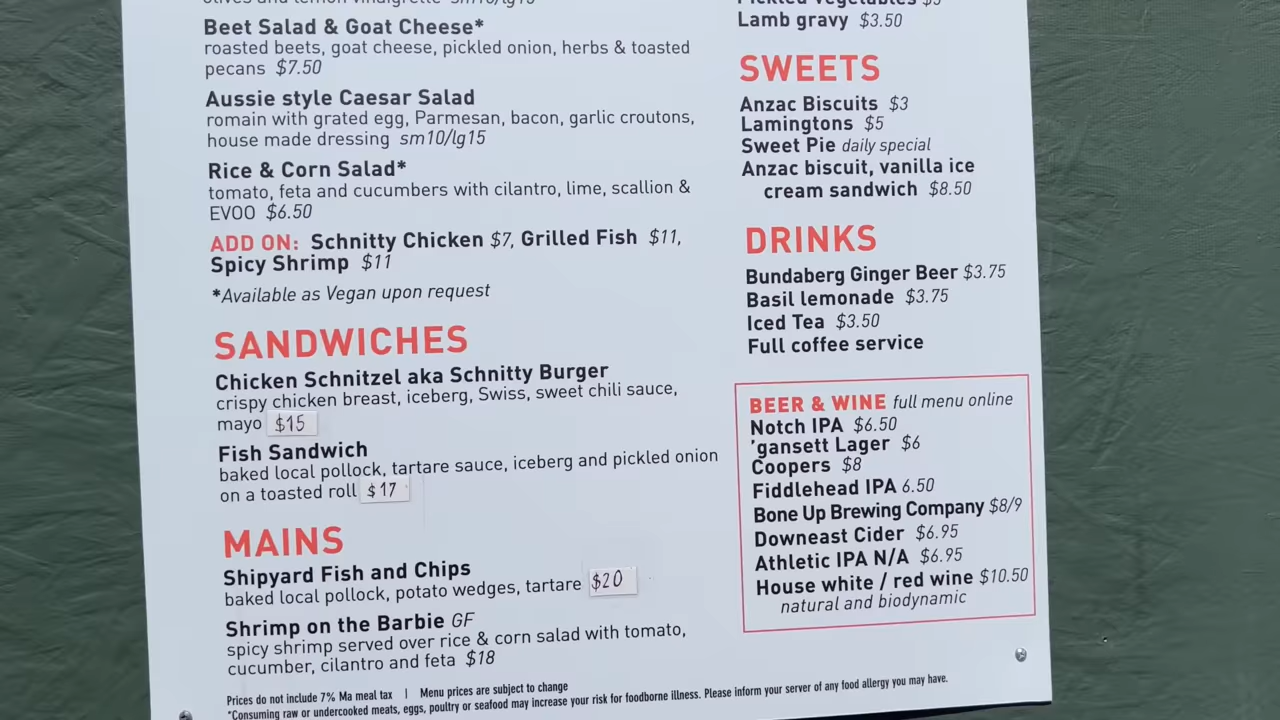 olives and lemon vinaigrette sm10/lg15
Beet Salad & Goat Cheese*
roasted beets, goat cheese, pickled onion, herbs & toasted
pecans $7.50
Aussie style Caesar Salad
romain with grated egg, Parmesan, bacon, garlic croutons,
house made dressing sm10/lg15
Rice & Corn Salad*
tomato, feta and cucumbers with cilantro, lime, scallion &
EVOO $6.50
ADD ON: Schnitty Chicken $7, Grilled Fish $11,
Spicy Shrimp $11
*Available as Vegan upon request
SANDWICHES
Chicken Schnitzel aka Schnitty Burger
crispy chicken breast, iceberg, Swiss, sweet chili sauce,
mayo $15
Fish Sandwich
baked local pollock, tartare sauce, iceberg and pickled onion
on a toasted roll $17
MAINS
Shipyard Fish and Chips
baked local pollock, potato wedges, tartare $20
Shrimp on the Barbie GF
spicy shrimp served over rice & corn salad with tomato,
cucumber, cilantro and feta $18
Pickled vegetables $5
Lamb gravy $3.50
SWEETS
Anzac Biscuits $3
Lamingtons $5
Sweet Pie daily special
Anzac biscuit, vanilla ice
cream sandwich $8.50
DRINKS
Bundaberg Ginger Beer $3.75
Basil lemonade $3.75
Iced Tea $3.50
Full coffee service
BEER & WINE full menu online
Notch IPA $6.50
'gansett Lager $6
Coopers $8
Fiddlehead IPA 6.50
Bone Up Brewing Company $8/9
Downeast Cider $6.95
Athletic IPA N/A $6.95
House white / red wine $10.50
natural and biodynamic
Prices do not include 7% Ma meal tax | Menu prices are subject to change
*Consuming raw or undercooked meats, eggs, poultry or seafood may increase your risk for foodborne illness. Please inform your server of any food allergy you may have.